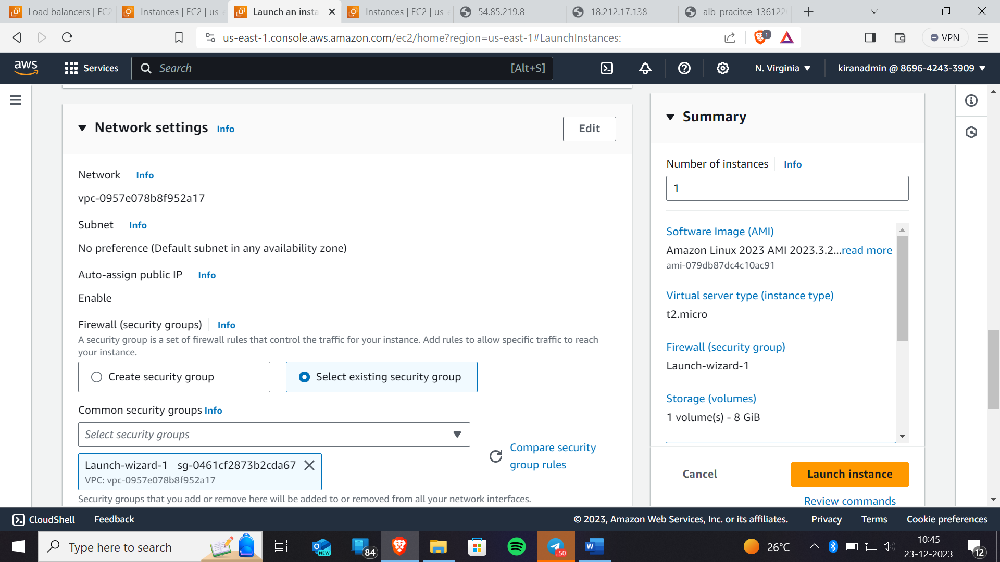 Load balancers | EC2
Instances | EC2 | us-e
Launch an insta
Instances | EC2 | us-e
54.85.219.8
18.212.17.138
alb-pracitce-136122
us-east-1.console.aws.amazon.com/ec2/home?region=us-east-1#LaunchInstances:
1
VPN
aws
Services
Search
[Alt+S]
N. Virginia
kiranadmin @ 8696-4243-3909
Network settings Info
Edit
Network Info
vpc-0957e078b8f952a17
Subnet Info
No preference (Default subnet in any availability zone)
Auto-assign public IP Info
Enable
Firewall (security groups) Info
A security group is a set of firewall rules that control the traffic for your instance. Add rules to allow specific traffic to reach
your instance.
Create security group
Select existing security group
Common security groups Info
Select security groups
Compare security
group rules
Launch-wizard-1 sg-0461cf2873b2cda67
VPC: vpc-0957e078b8f952a17
Security groups that you add or remove here will be added to or removed from all your network interfaces.
Summary
Number of instances Info
1
Software Image (AMI)
Amazon Linux 2023 AMI 2023.3.2...read more
ami-079db87dc4c10ac91
Virtual server type (instance type)
t2.micro
Firewall (security group)
Launch-wizard-1
Storage (volumes)
1 volume(s) - 8 GiB
Cancel
Launch instance
Review commands
CloudShell
Feedback
© 2023, Amazon Web Services, Inc. or its affiliates.
Privacy
Terms
Cookie preferences
Type here to search
NEW
84
..50
W
26°C
10:45
23-12-2023
12